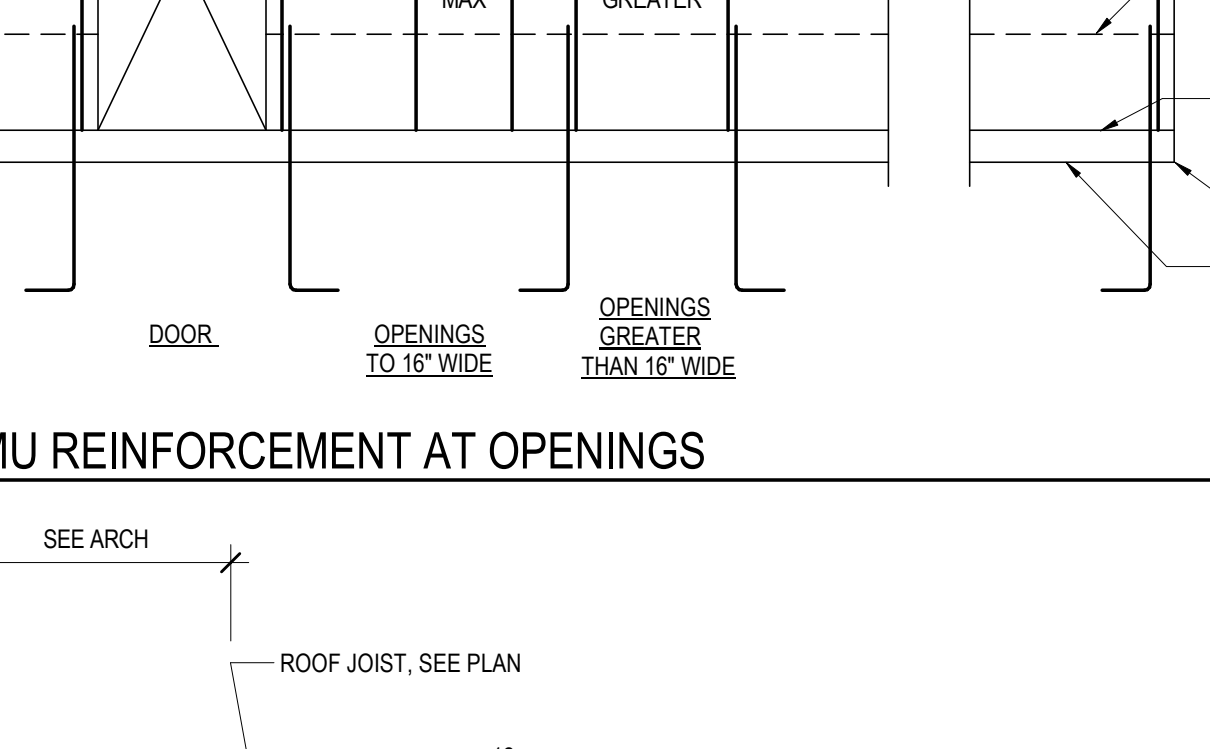 MAX
GREATER
DOOR
OPENINGS
TO 16" WIDE
OPENINGS
GREATER
THAN 16" WIDE
MU REINFORCEMENT AT OPENINGS
SEE ARCH
ROOF JOIST, SEE PLAN